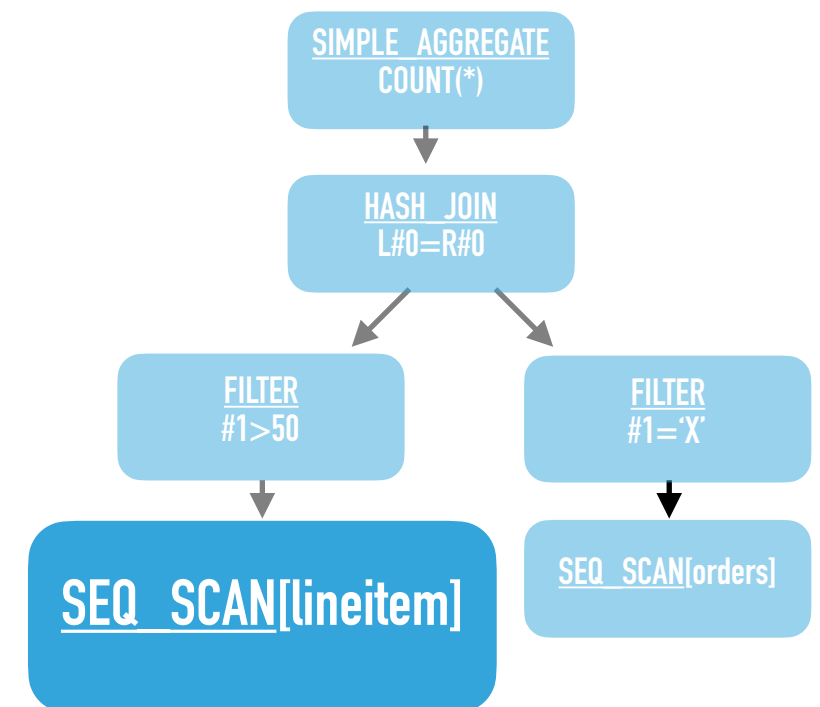 SIMPLE_AGGREGATE
COUNT(*)
HASH_JOIN
L#0=R#0
FILTER
#1>50
FILTER
#1=‘X’
SEQ_SCAN[lineitem]
SEQ_SCAN[orders]